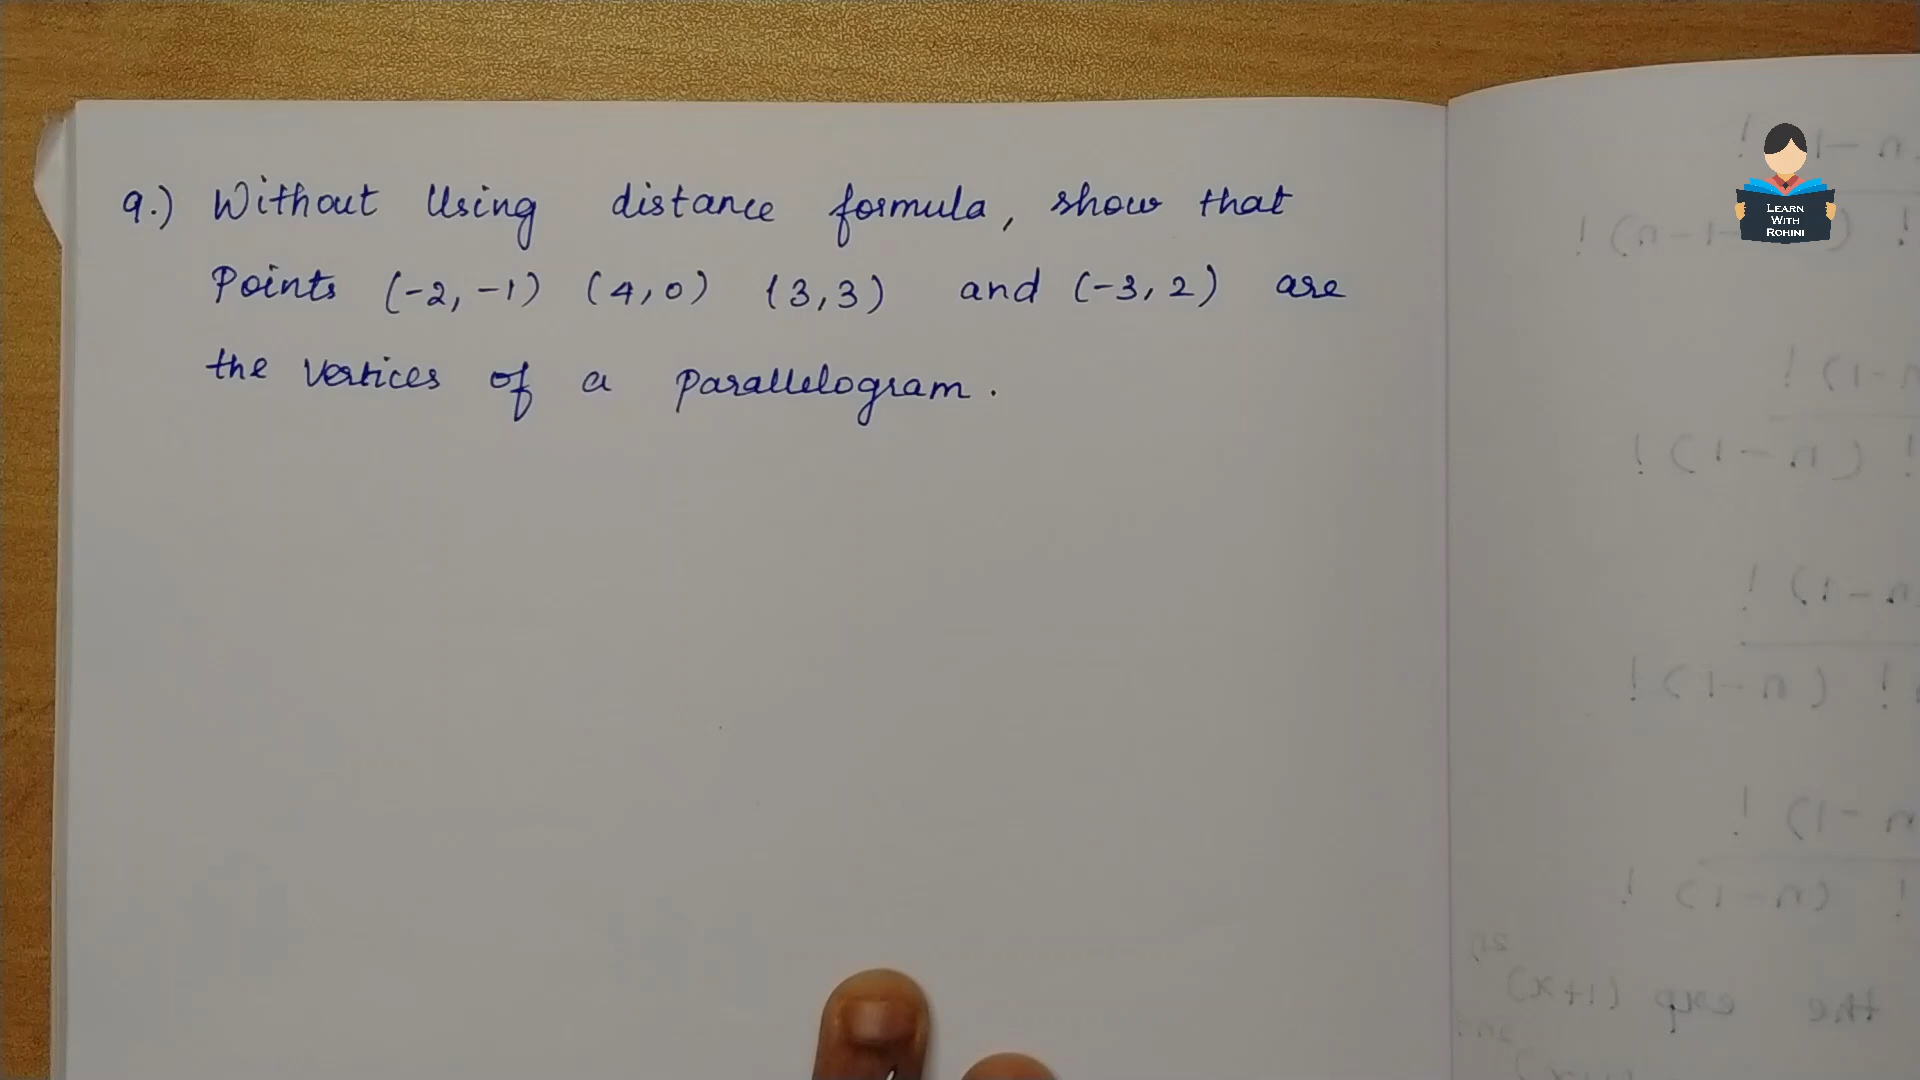 9.) Without Using distance formula, show that
Points (-2, -1) (4, 0) (3, 3) and (-3, 2) are
the vertices of a parallelogram.
LEARN
WITH
ROHINI